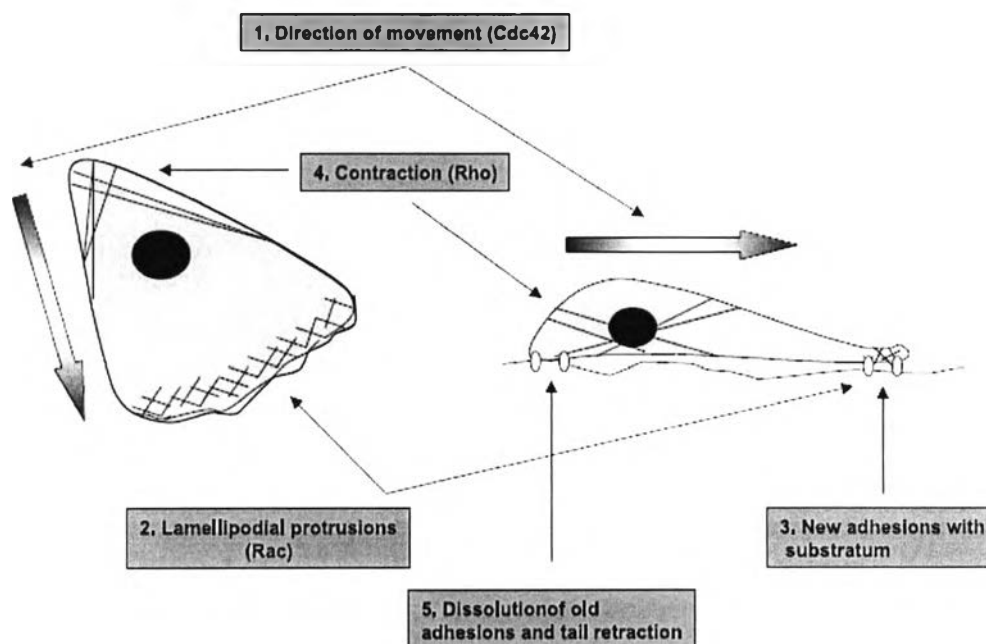 1, Direction of movement (Cdc42)
4, Contraction (Rho)
2, Lamellipodial protrusions
(Rac)
3, New adhesions with
substratum
5, Dissolutionof old
adhesions and tail retraction